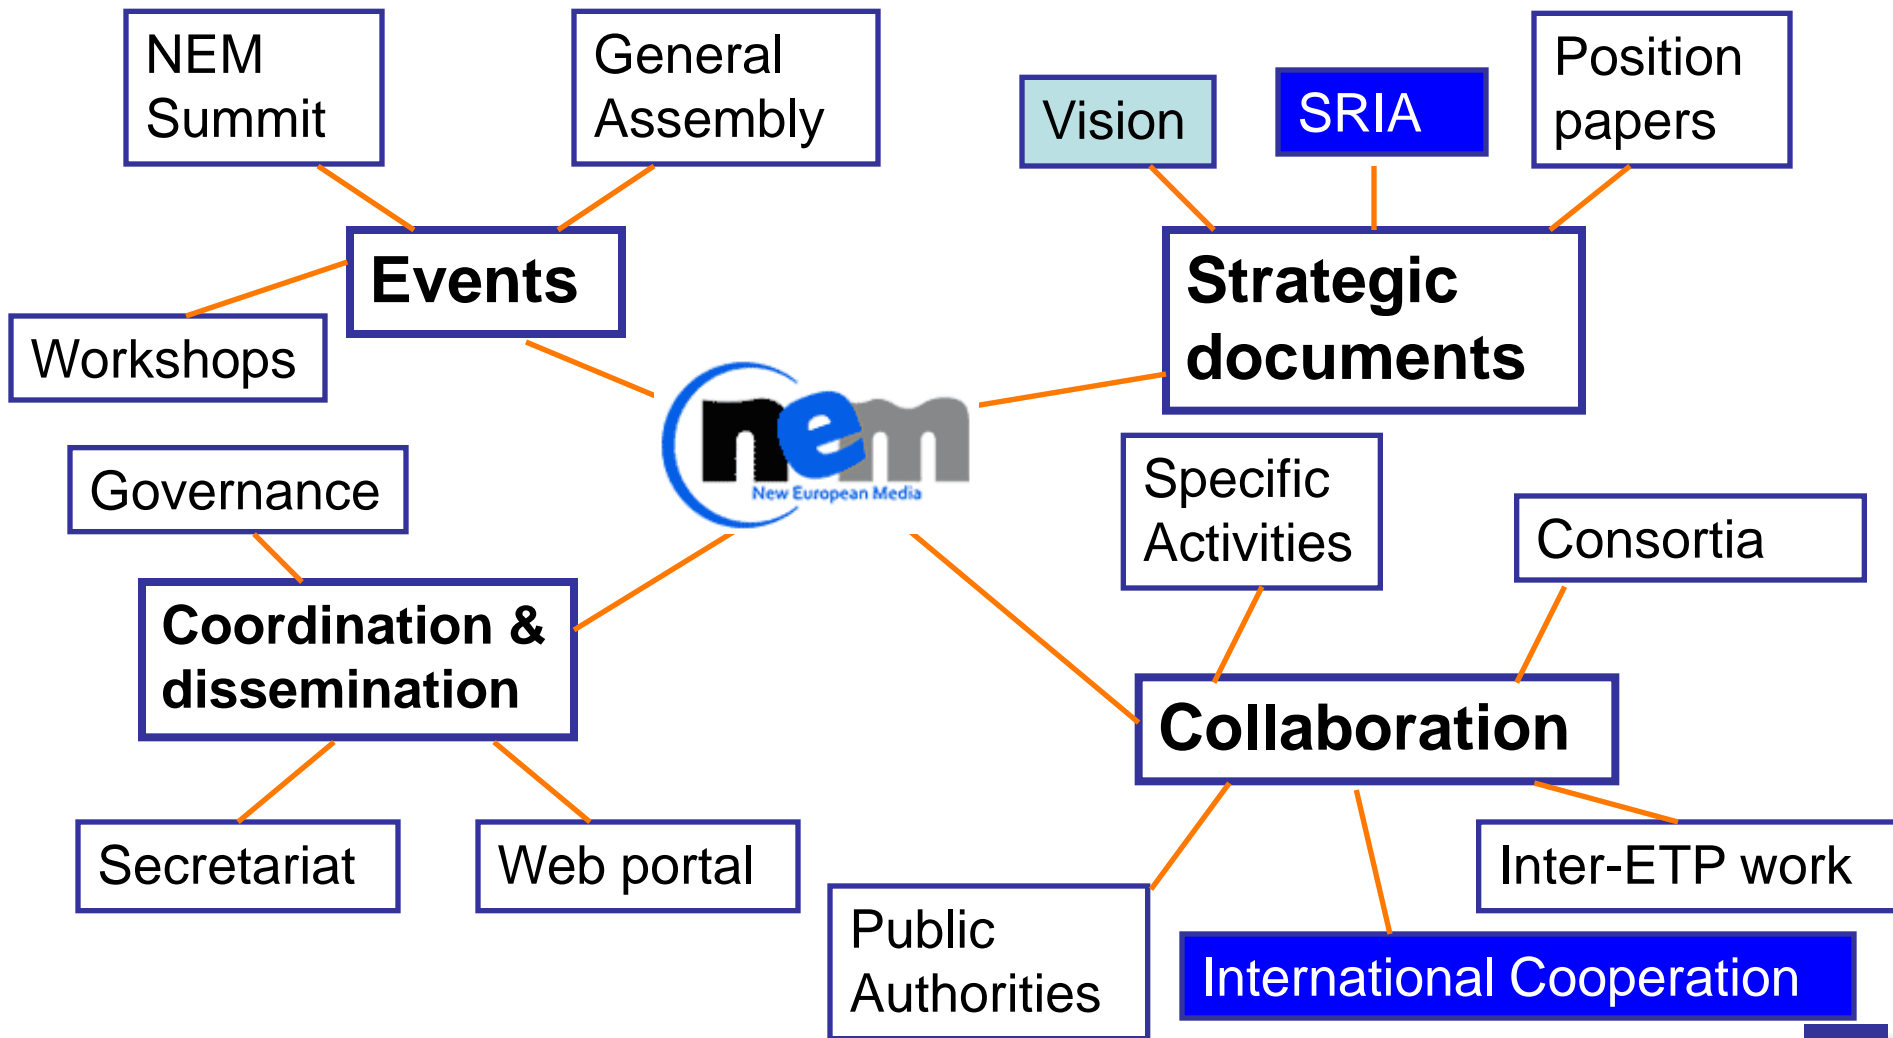 NEM
Summit
General
Assembly
Vision
SRIA
Position
papers
Events
Strategic
documents
Workshops
nem
New European Media
Governance
Specific
Activities
Consortia
Coordination &
dissemination
Collaboration
Secretariat
Web portal
Inter-ETP work
Public
Authorities
International Cooperation